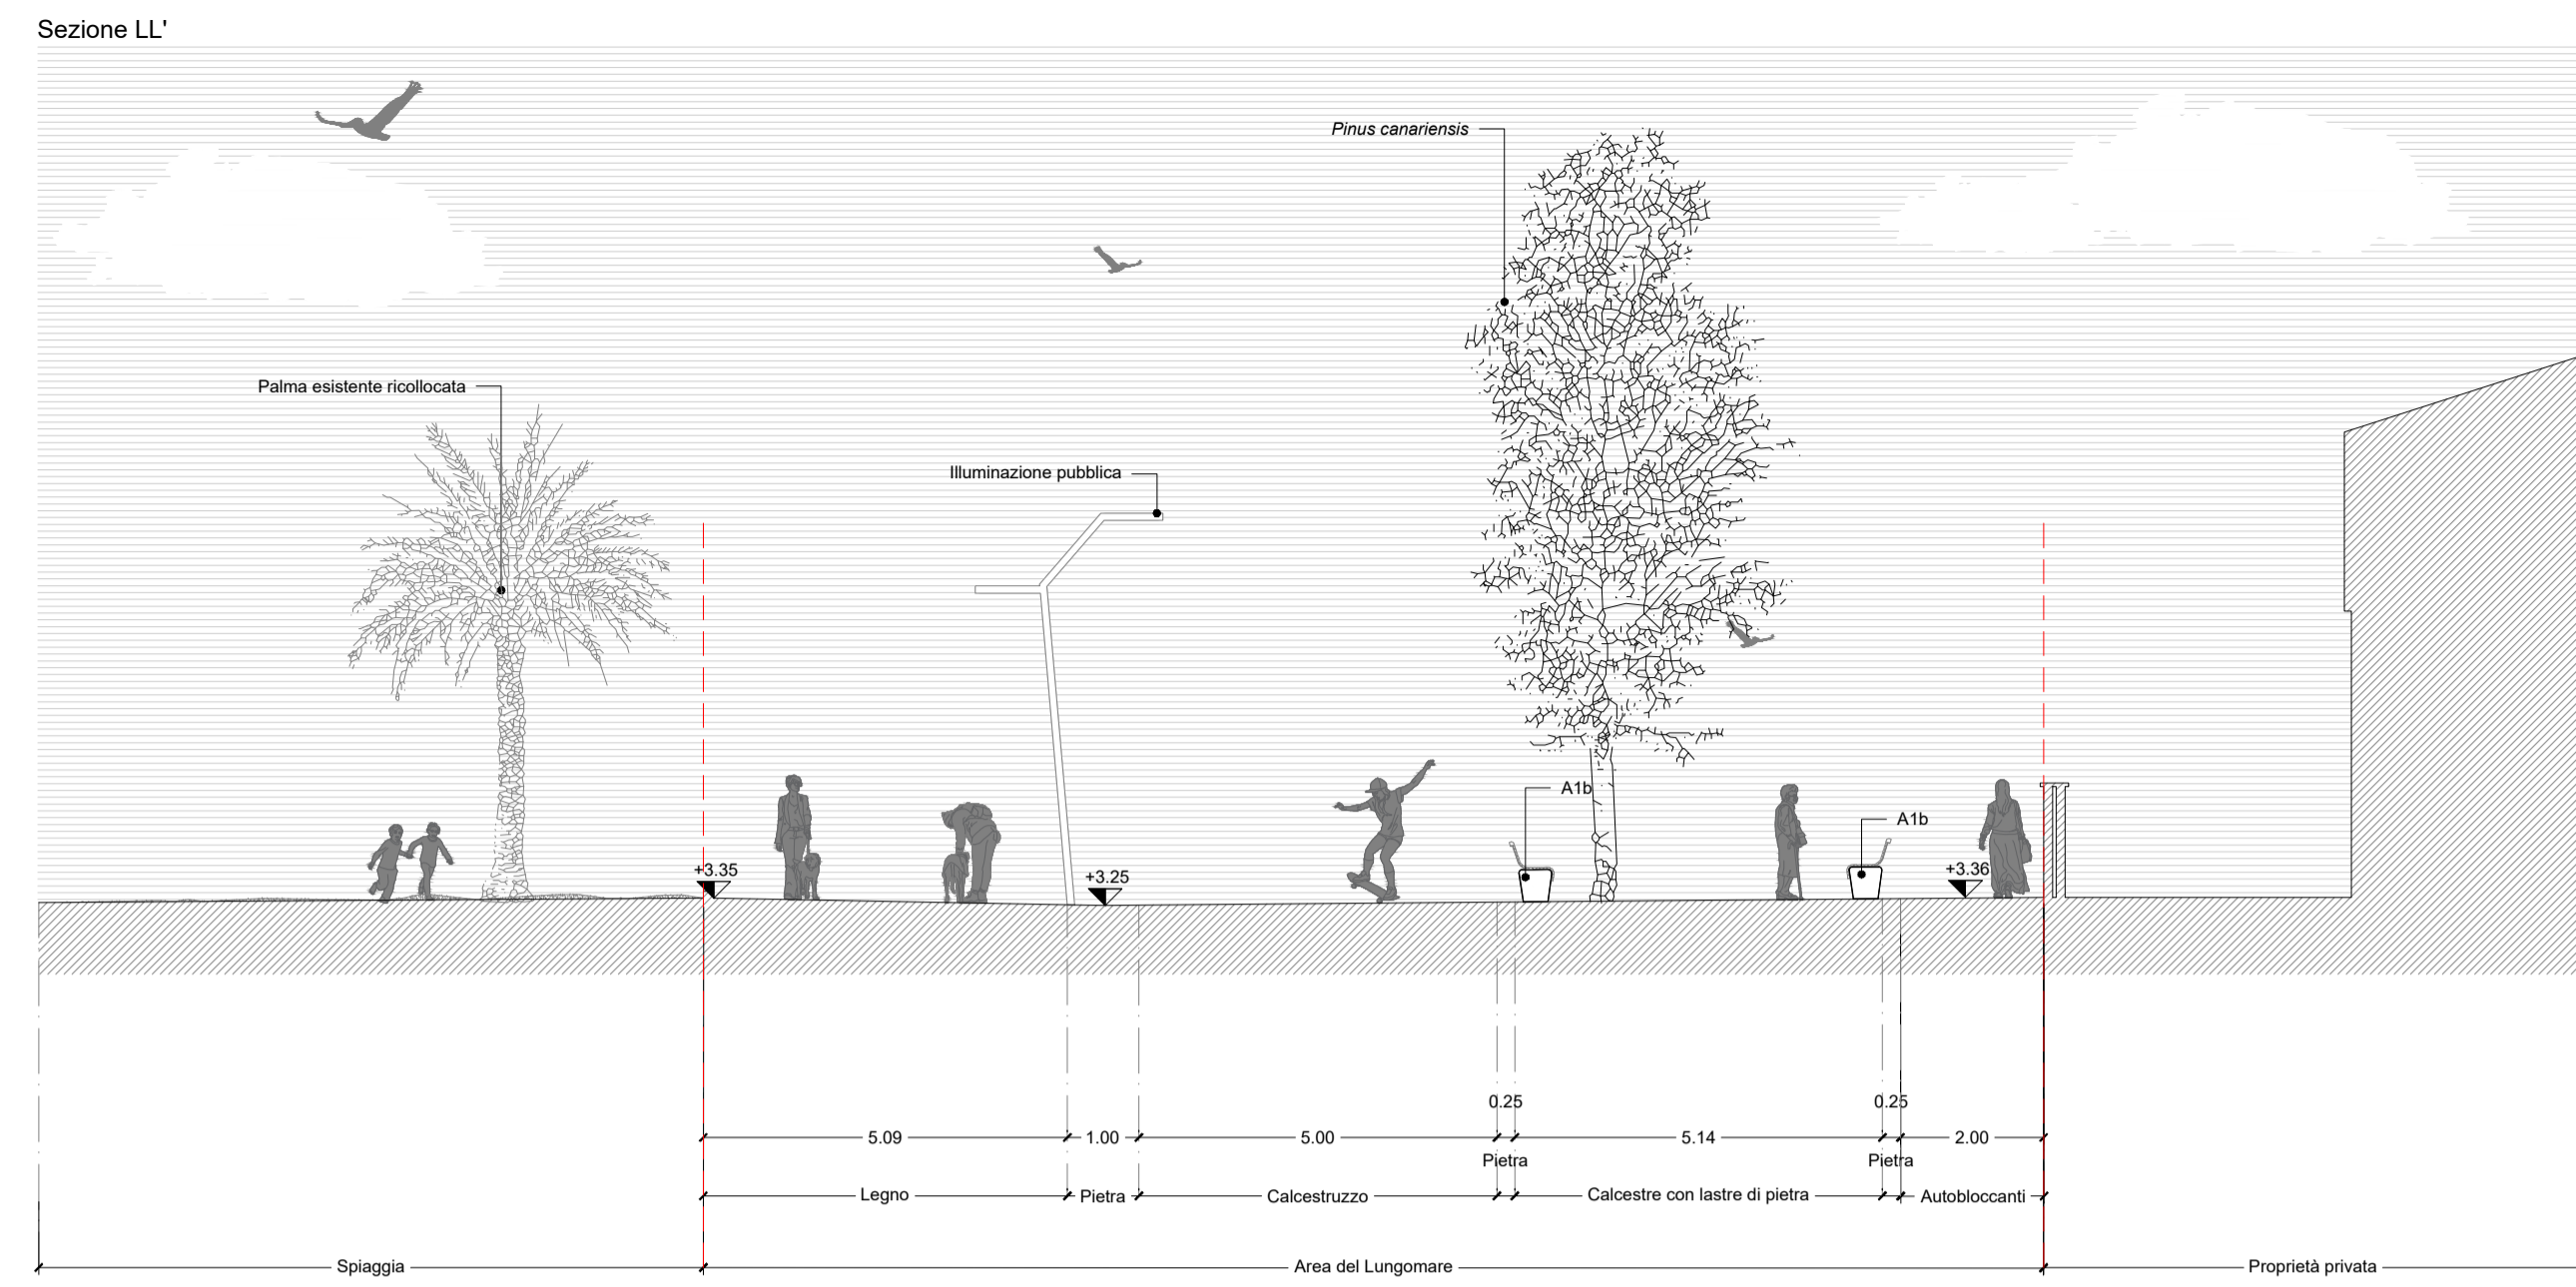 Sezione LL'
Pinus canariensis
Palma esistente ricollocata
Illuminazione pubblica
A1b
A1b
+3.35
+3.25
+3.36
0.25
0.25
5.09
1.00
5.00
5.14
2.00
Pietra
Pietra
Legno
Pietra
Calcestruzzo
Calcestre con lastre di pietra
Autobloccanti
Spiaggia
Area del Lungomare
Proprietà privata